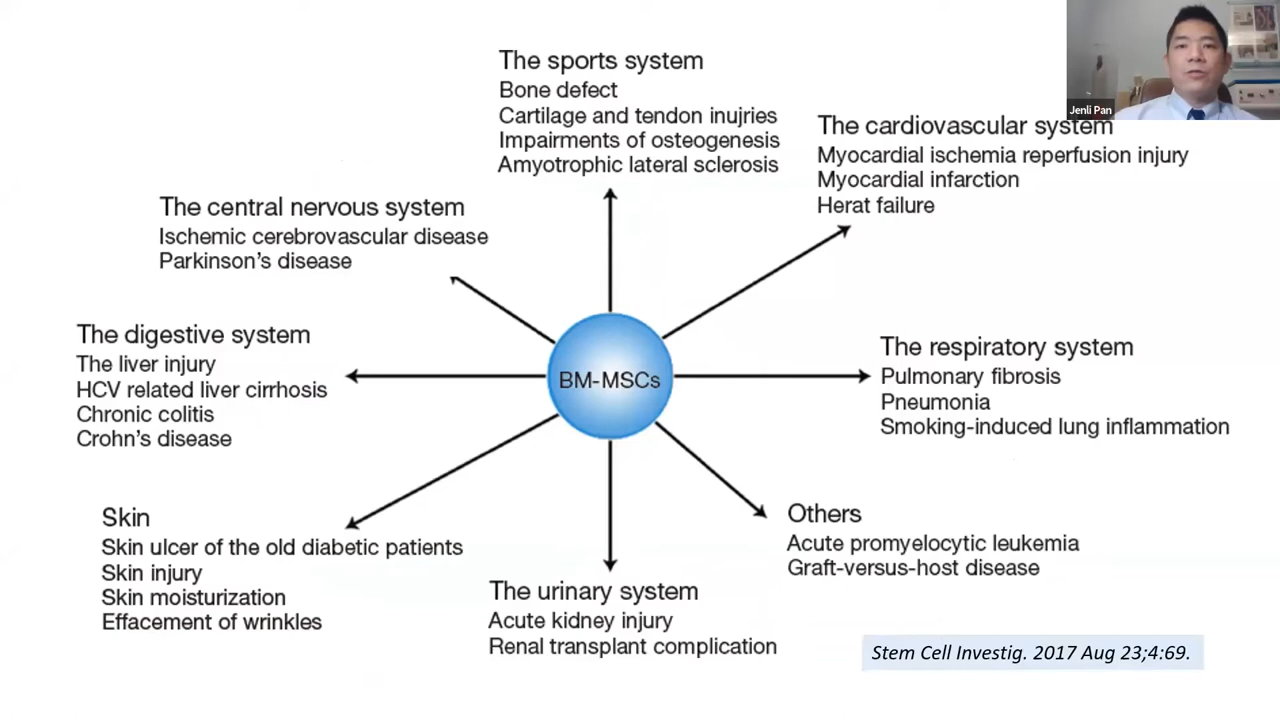 The sports system
Bone defect
Cartilage and tendon inujries
Impairments of osteogenesis
Amyotrophic lateral sclerosis
Jenli Pan
The cardiovascular system
Myocardial ischemia reperfusion injury
Myocardial infarction
Herat failure
The central nervous system
Ischemic cerebrovascular disease
Parkinson's disease
The digestive system
The liver injury
HCV related liver cirrhosis
Chronic colitis
Crohn's disease
BM-MSCs
The respiratory system
Pulmonary fibrosis
Pneumonia
Smoking-induced lung inflammation
Skin
Skin ulcer of the old diabetic patients
Skin injury
Skin moisturization
Effacement of wrinkles
The urinary system
Acute kidney injury
Renal transplant complication
Others
Acute promyelocytic leukemia
Graft-versus-host disease
Stem Cell Investig. 2017 Aug 23;4:69.